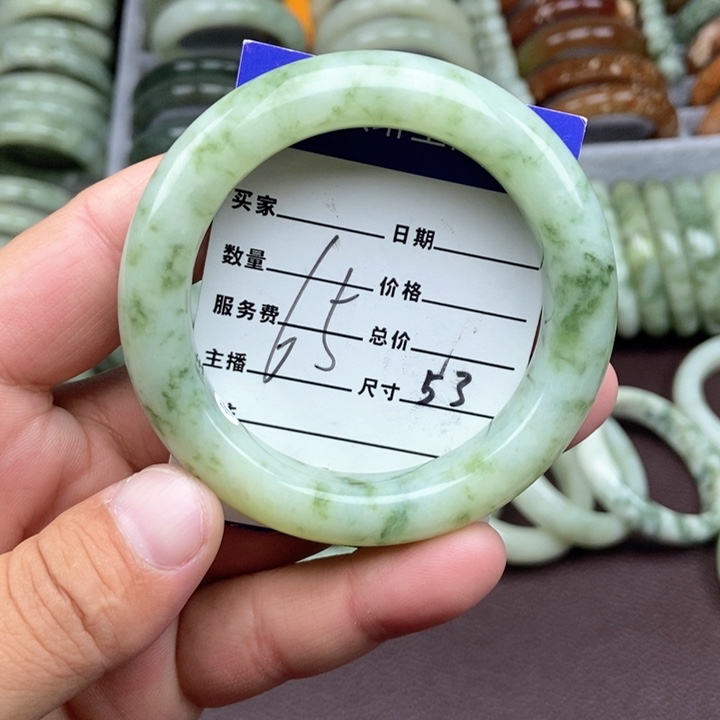 买家 日期
数量 价格
服务费 总价
主播 尺寸 53
65